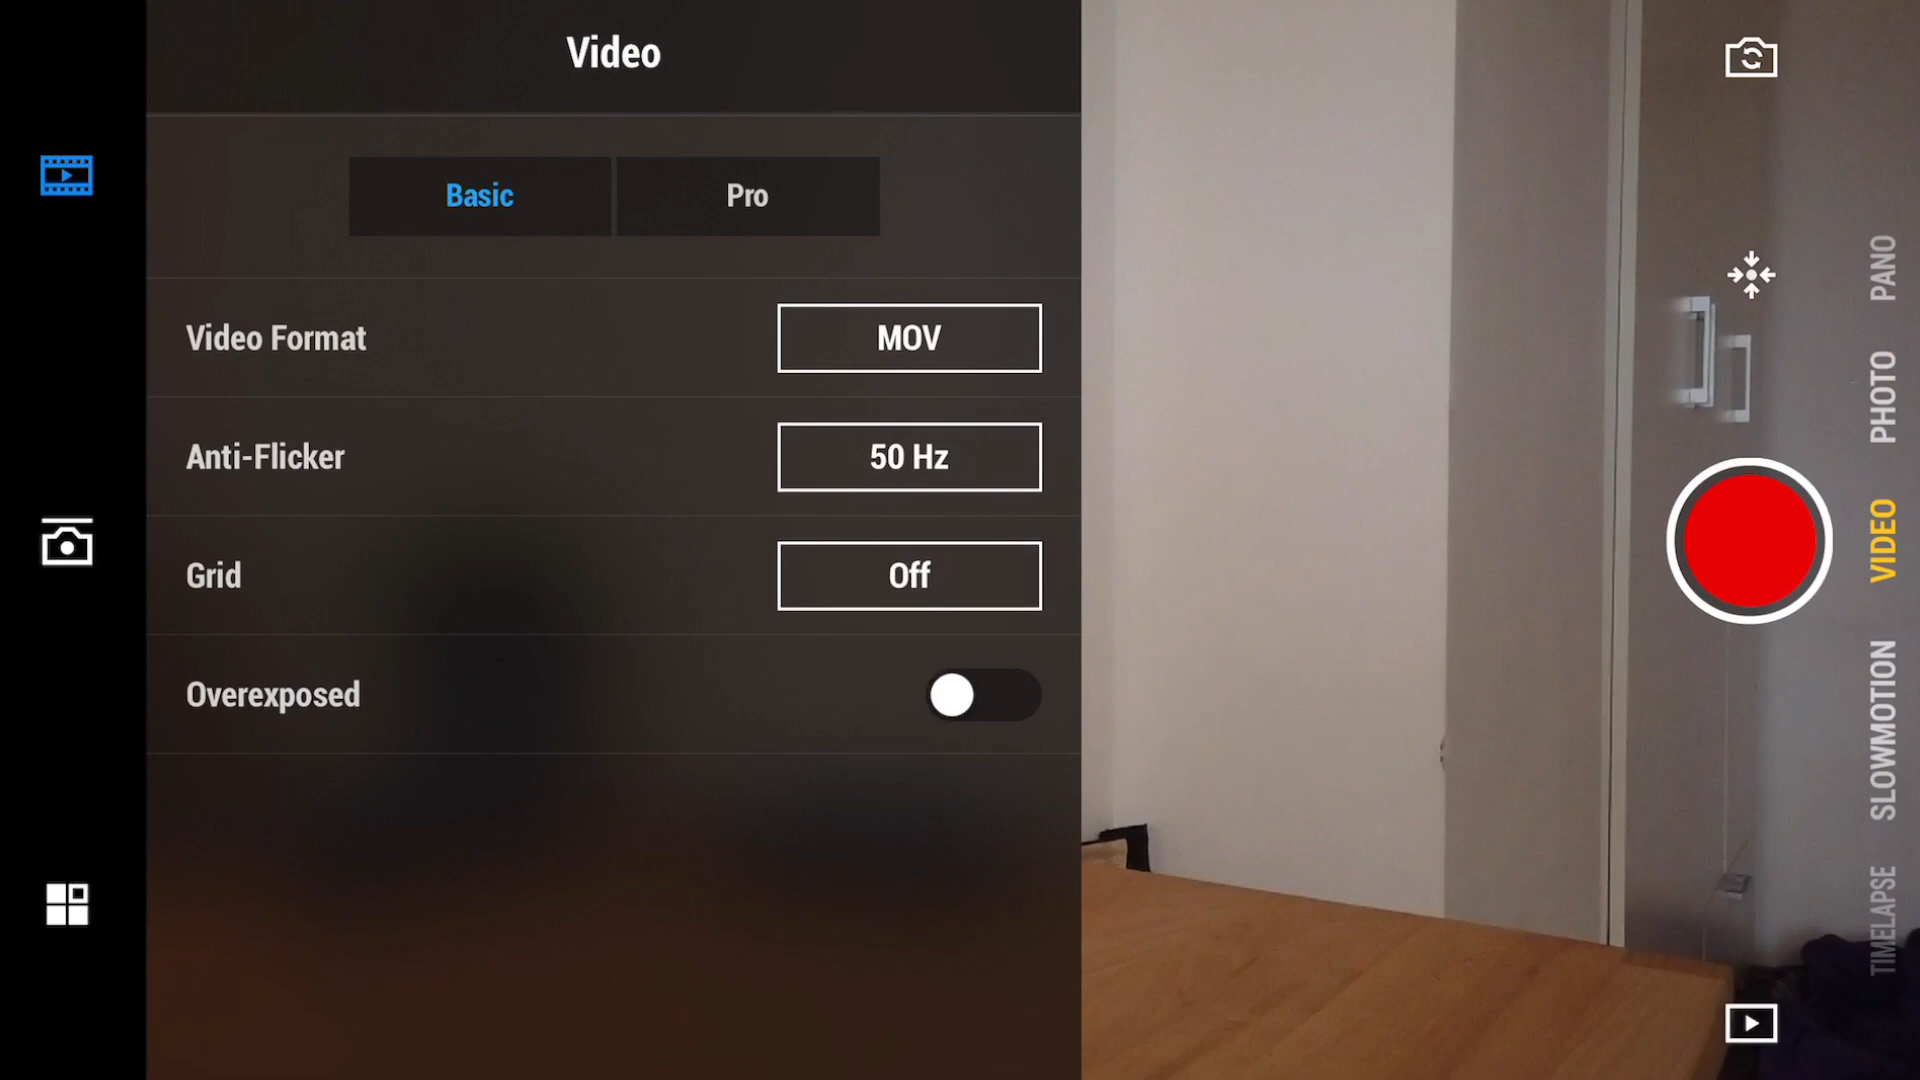 Video
Basic
Pro
Video Format
MOV
Anti-Flicker
50 Hz
Grid
Off
Overexposed
PANO
PHOTO
VIDEO
SLOWMOTION
TIMELAPSE